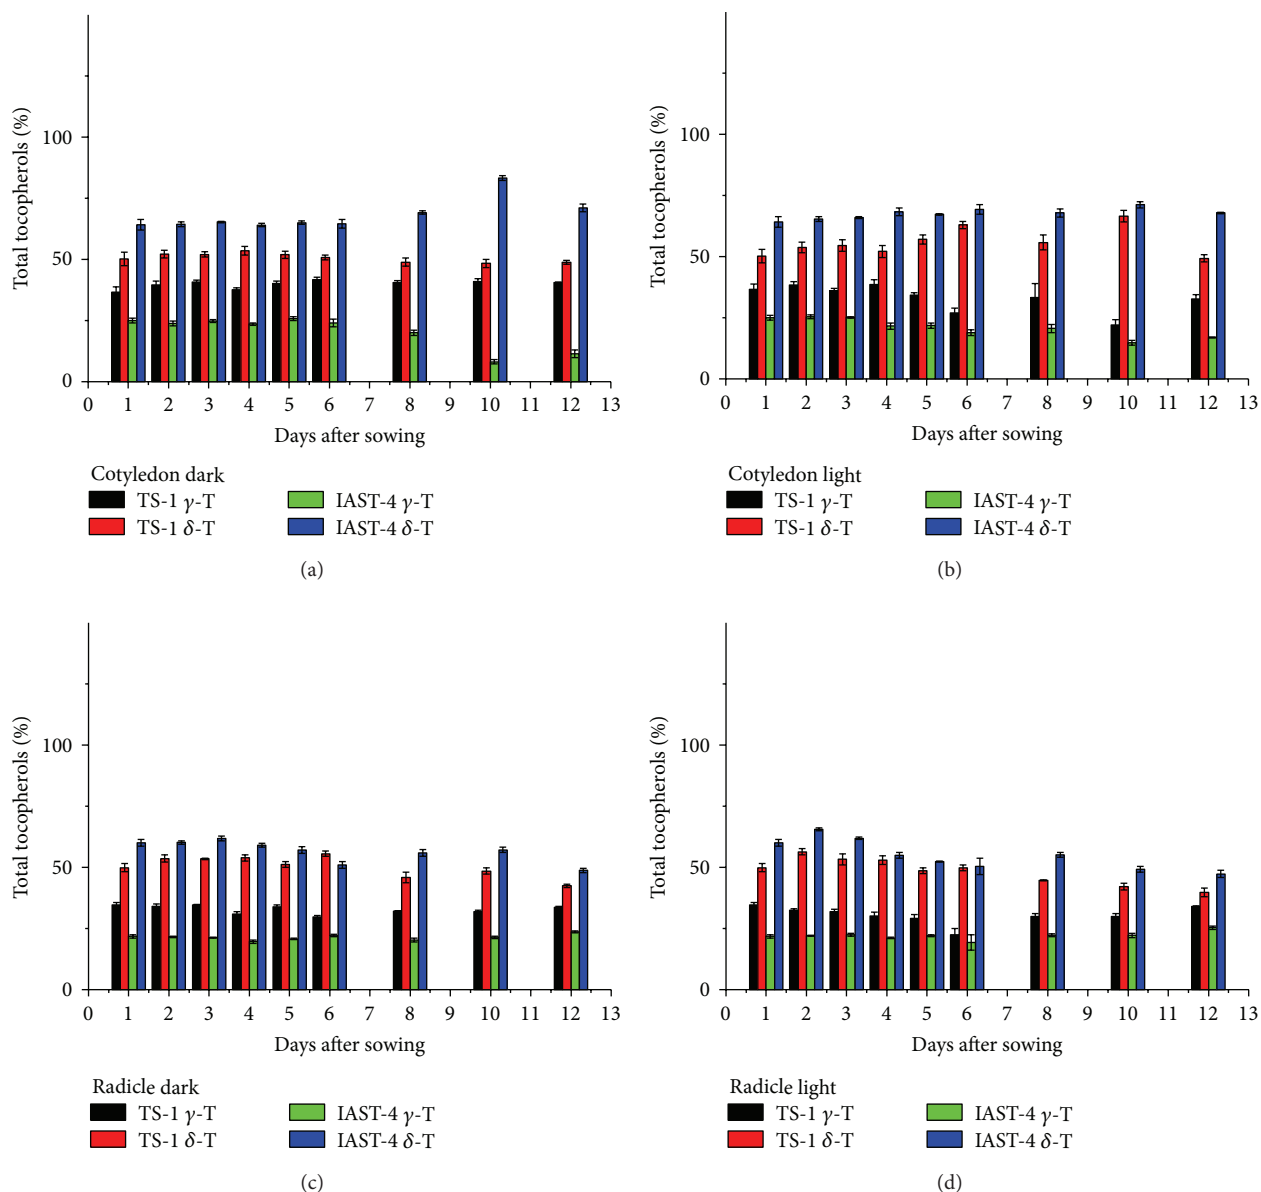 Total tocopherols (%)
100
50
0
0 1 2 3 4 5 6 7 8 9 10 11 12 13
Days after sowing
Cotyledon dark
TS-1 γ-T IAST-4 γ-T
TS-1 δ-T IAST-4 δ-T
(a)
Total tocopherols (%)
100
50
0
0 1 2 3 4 5 6 7 8 9 10 11 12 13
Days after sowing
Cotyledon light
TS-1 γ-T IAST-4 γ-T
TS-1 δ-T IAST-4 δ-T
(b)
Total tocopherols (%)
100
50
0
0 1 2 3 4 5 6 7 8 9 10 11 12 13
Days after sowing
Radicle dark
TS-1 γ-T IAST-4 γ-T
TS-1 δ-T IAST-4 δ-T
(c)
Total tocopherols (%)
100
50
0
0 1 2 3 4 5 6 7 8 9 10 11 12 13
Days after sowing
Radicle light
TS-1 γ-T IAST-4 γ-T
TS-1 δ-T IAST-4 δ-T
(d)